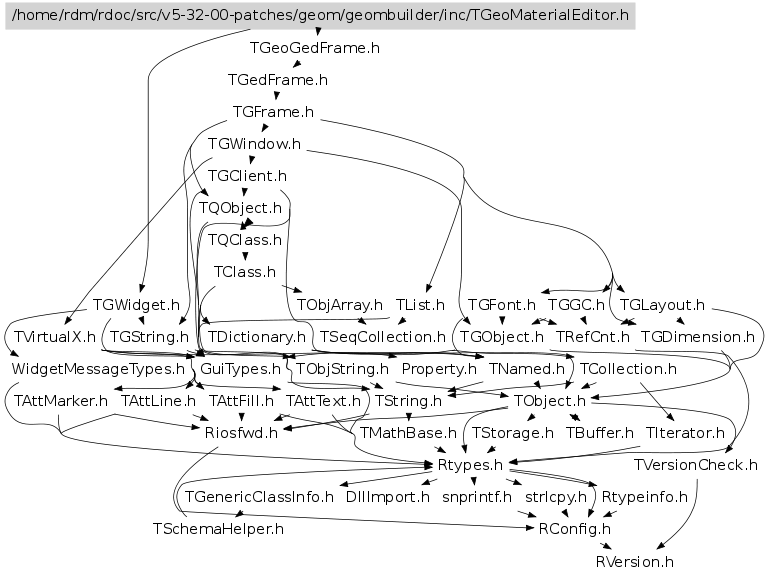 /home/rdm/rdoc/src/v5-32-00-patches/geom/geombuilder/inc/TGeoMaterialEditor.h
TGeoGedFrame.h
TGedFrame.h
TGFrame.h
TGWindow.h
TGClient.h
TQObject.h
TQClass.h
TClass.h
TGWidget.h TObjArray.h TList.h TGFont.h TGGC.h TGLayout.h
TVirtualX.h TGString.h TDictionary.h TSeqCollection.h TGObject.h TRefCnt.h TGDimension.h
WidgetMessageTypes.h GuiTypes.h TObjString.h Property.h TNamed.h TCollection.h
TAttMarker.h TAttLine.h TAttFill.h TAttText.h TString.h TObject.h
Riosfwd.h TMathBase.h TStorage.h TBuffer.h TIterator.h
Rtypes.h TVersionCheck.h
TGenericClassInfo.h DllImport.h snprintf.h strlcpy.h Rtypeinfo.h
TSchemaHelper.h RConfig.h
RVersion.h